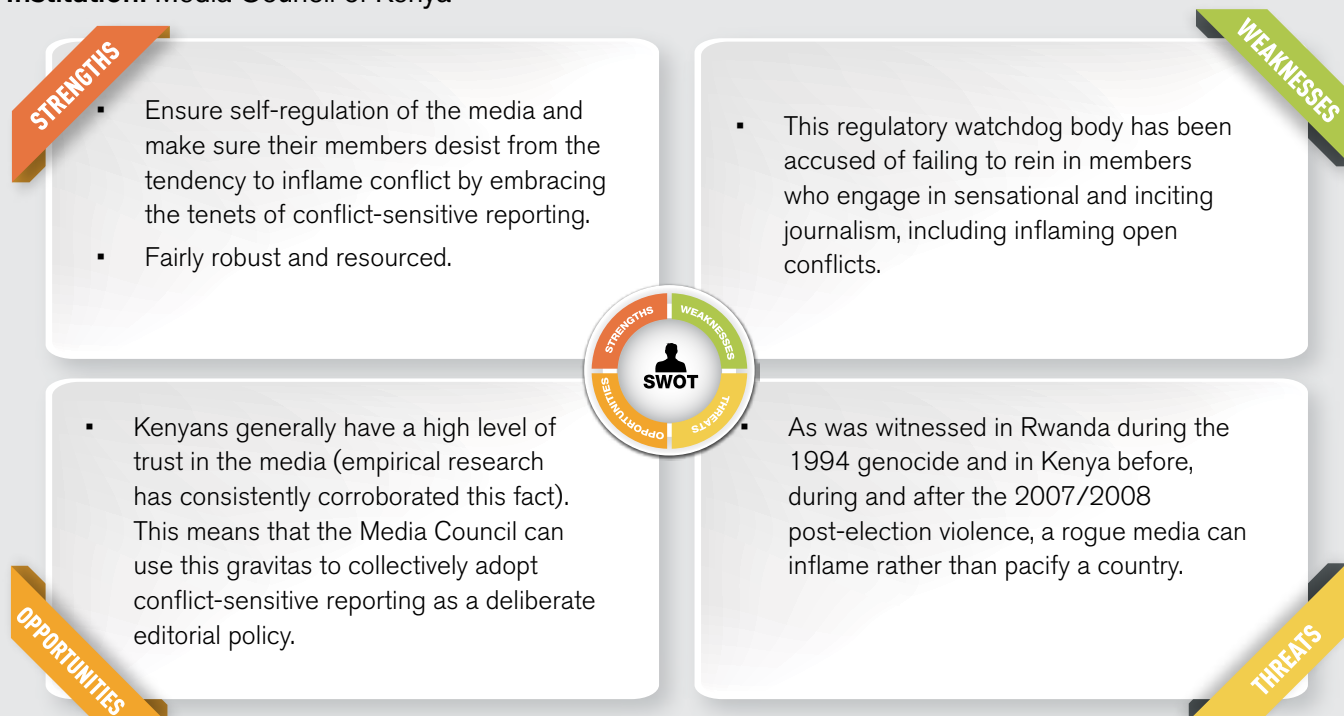 Institution: Media Council of Kenya
STRENGTHS
▪ Ensure self-regulation of the media and
make sure their members desist from the
tendency to inflame conflict by embracing
the tenets of conflict-sensitive reporting.
▪ Fairly robust and resourced.
WEAKNESSES
▪ This regulatory watchdog body has been
accused of failing to rein in members
who engage in sensational and inciting
journalism, including inflaming open
conflicts.
STRENGTHS
WEAKNESSES
SWOT
OPPORTUNITIES
THREATS
▪ Kenyans generally have a high level of
trust in the media (empirical research
has consistently corroborated this fact).
This means that the Media Council can
use this gravitas to collectively adopt
conflict-sensitive reporting as a deliberate
editorial policy.
OPPORTUNITIES
▪ As was witnessed in Rwanda during the
1994 genocide and in Kenya before,
during and after the 2007/2008
post-election violence, a rogue media can
inflame rather than pacify a country.
THREATS